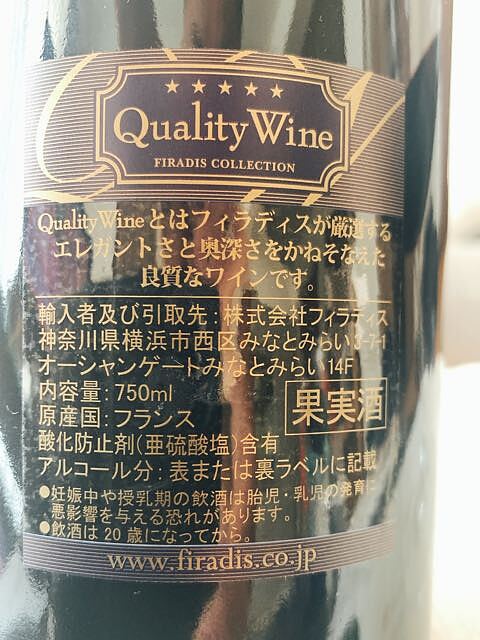 ★★★★★
Quality Wine
FIRADIS COLLECTION
Quality Wineとはフィラディスが厳選する
エレガントさと奥深さをかねそなえた
良質なワインです。
輸入者及び引取先:株式会社フィラディス
神奈川県横浜市西区みなとみらい3-7-1
オーシャンゲートみなとみらい14F
内容量:750ml
原産国:フランス
果実酒
酸化防止剤(亜硫酸塩)含有
アルコール分:表または裏ラベルに記載
●妊娠中や授乳期の飲酒は胎児・乳児の発育に
悪影響を与える恐れがあります。
●飲酒は20歳になってから。
www.firadis.co.jp